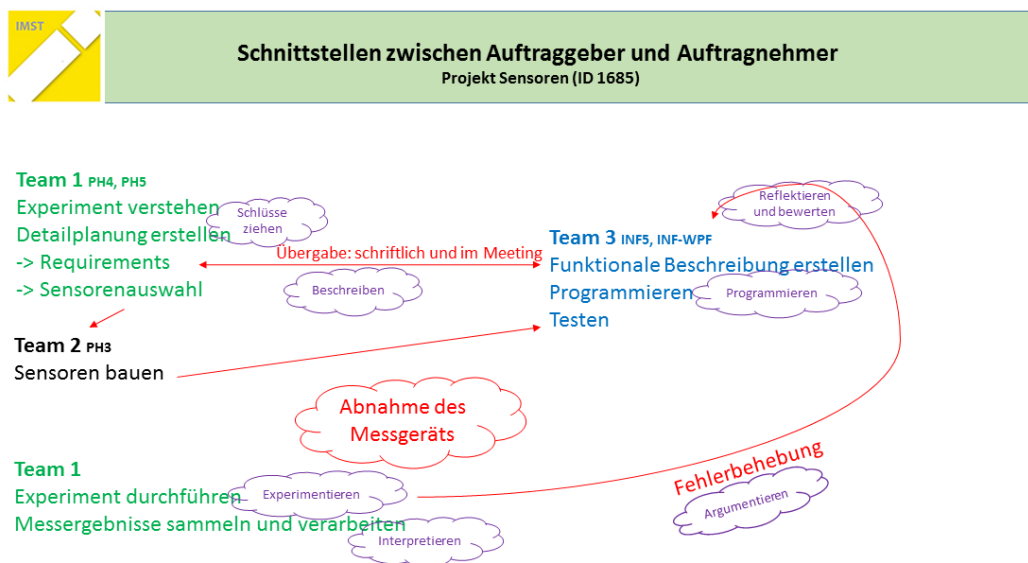 IMST
Schnittstellen zwischen Auftraggeber und Auftragnehmer
Projekt Sensoren (ID 1685)
Team 1 PH4, PH5
Experiment verstehen
Detailplanung erstellen
-> Requirements
-> Sensorenauswahl
Schlüsse
ziehen
Übergabe: schriftlich und im Meeting
Beschreiben
Reflektieren
und bewerten
Team 3 INF5, INF-WPF
Funktionale Beschreibung erstellen
Programmieren
Testen
Programmieren
Team 2 PH3
Sensoren bauen
Abnahme des
Messgeräts
Team 1
Experiment durchführen
Messergebnisse sammeln und verarbeiten
Experimentieren
Interpretieren
Fehlerbehebung
Argumentieren